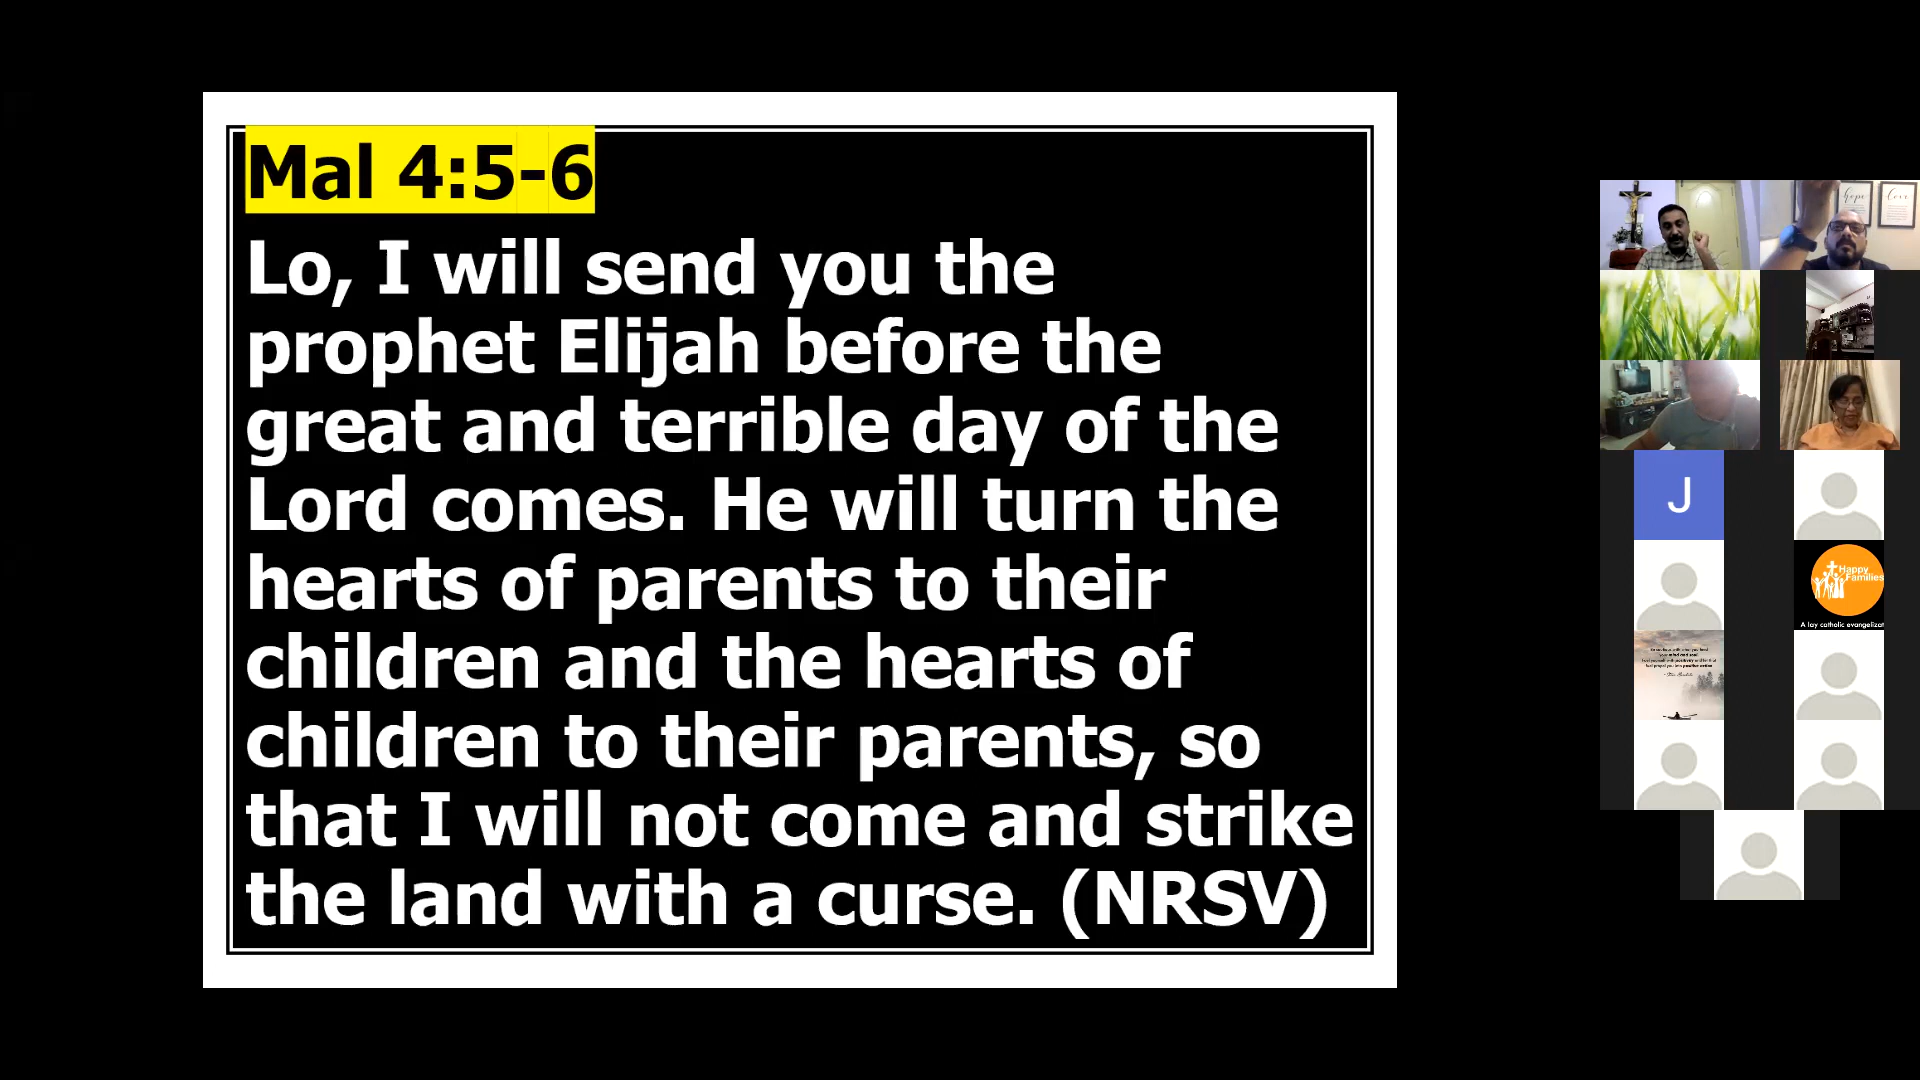 Mal 4:5-6
Lo, I will send you the
prophet Elijah before the
great and terrible day of the
Lord comes. He will turn the
hearts of parents to their
children and the hearts of
children to their parents, so
that I will not come and strike
the land with a curse. (NRSV)
hope
love
J
Happy
Families
A lay catholic evangelizat